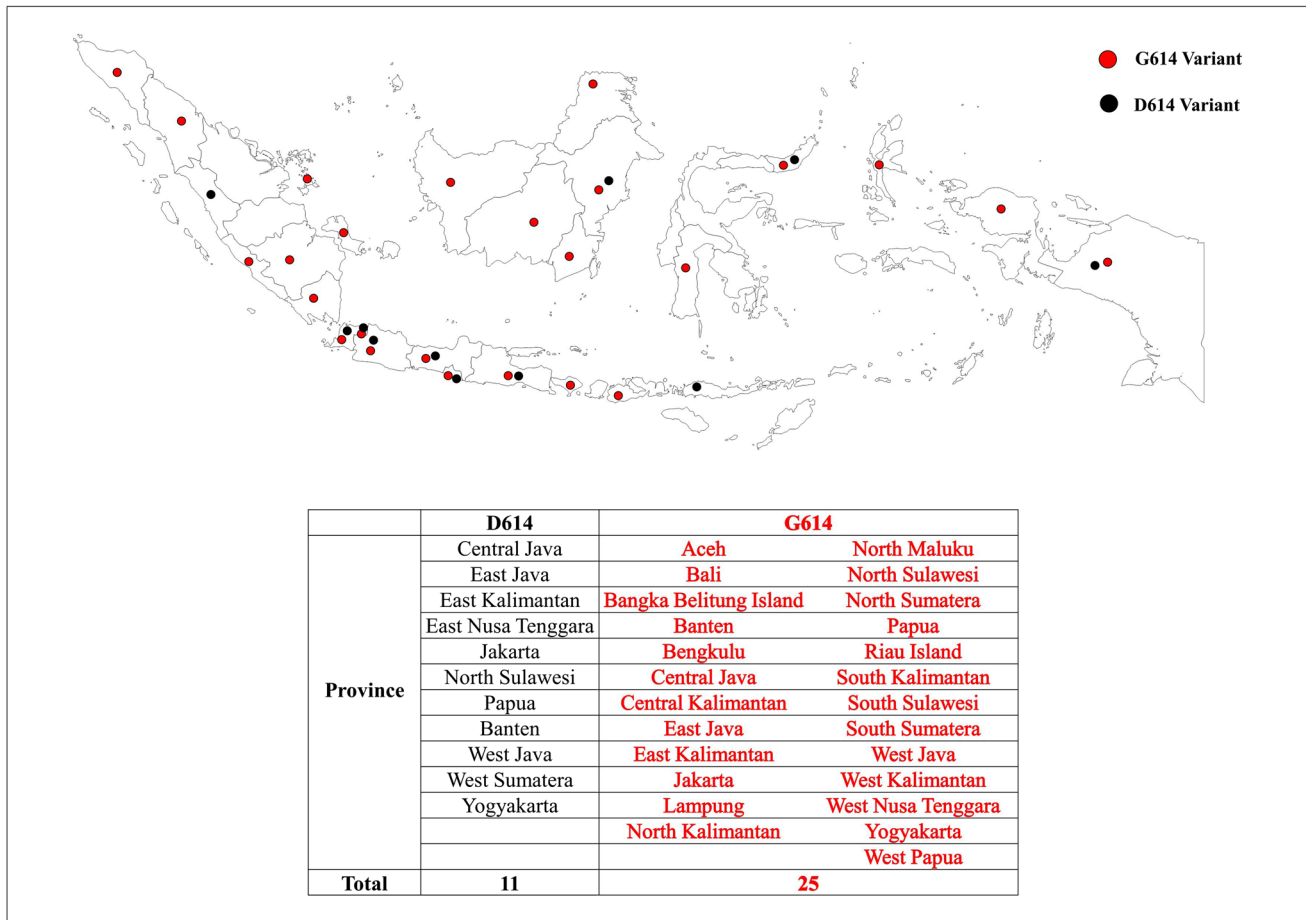 G614 Variant
D614 Variant
D614 G614
Central Java Aceh North Maluku
East Java Bali North Sulawesi
East Kalimantan Bangka Belitung Island North Sumatera
East Nusa Tenggara Banten Papua
Jakarta Bengkulu Riau Island
North Sulawesi Central Java South Kalimantan
Province Papua Central Kalimantan South Sulawesi
Banten East Java South Sumatera
West Java East Kalimantan West Java
West Sumatera Jakarta West Kalimantan
Yogyakarta Lampung West Nusa Tenggara
North Kalimantan Yogyakarta
West Papua
Total 11 25